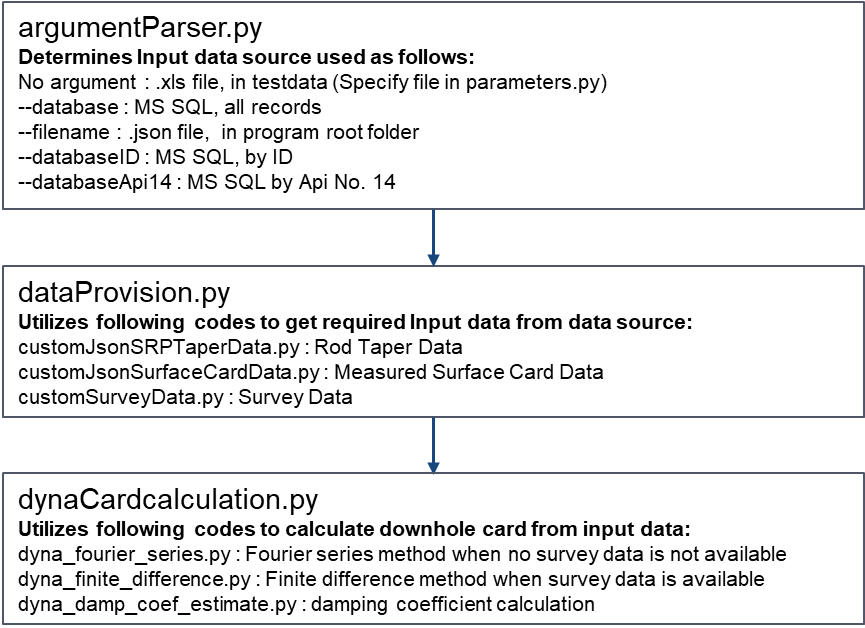 argumentParser.py
Determines Input data source used as follows:
No argument : .xls file, in testdata (Specify file in parameters.py)
--database : MS SQL, all records
--filename : .json file, in program root folder
--databaseID : MS SQL, by ID
--databaseApi14 : MS SQL by Api No. 14
dataProvision.py
Utilizes following codes to get required Input data from data source:
customJsonSRPTaperData.py : Rod Taper Data
customJsonSurfaceCardData.py : Measured Surface Card Data
customSurveyData.py : Survey Data
dynaCardcalculation.py
Utilizes following codes to calculate downhole card from input data:
dyna_fourier_series.py : Fourier series method when no survey data is not available
dyna_finite_difference.py : Finite difference method when survey data is available
dyna_damp_coef_estimate.py : damping coefficient calculation